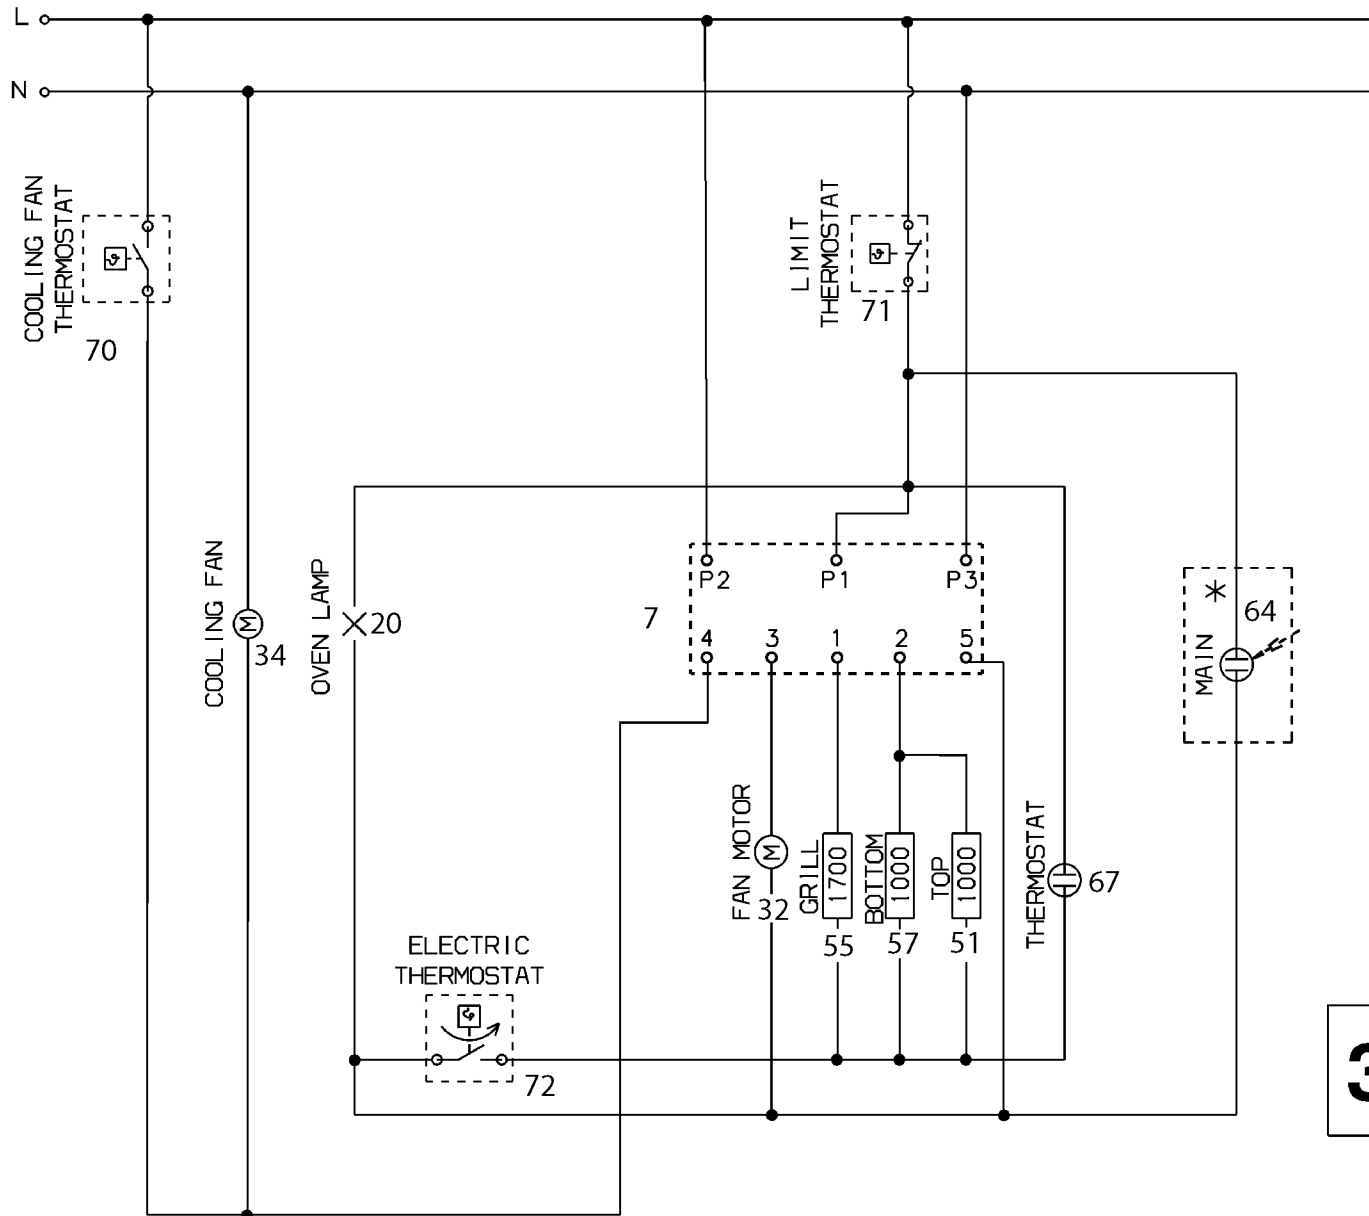 L
N
COOLING FAN
THERMOSTAT
70
LIMIT
THERMOSTAT
71
COOLING FAN
M
34
OVEN LAMP
20
7
P2
P1
P3
4
3
1
2
5
*
64
MAIN
FAN MOTOR
M
32
GRILL
1700
55
BOTTOM
1000
57
TOP
1000
51
THERMOSTAT
67
ELECTRIC
THERMOSTAT
72